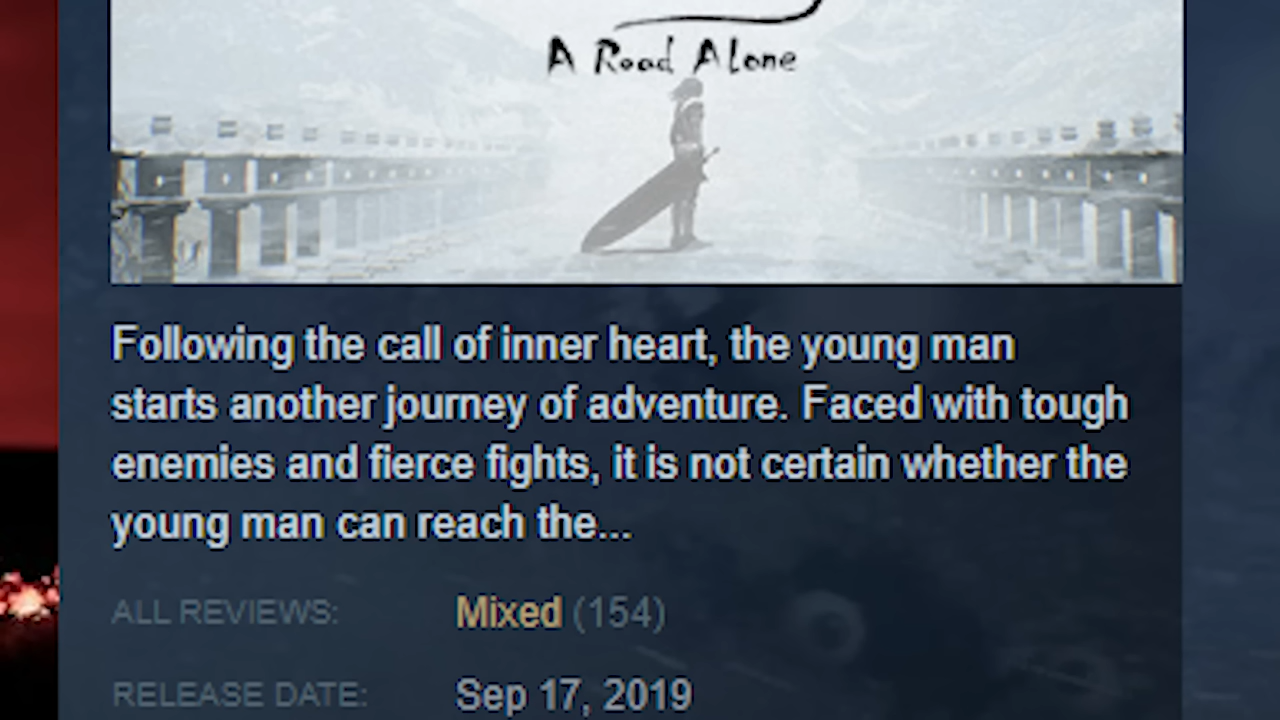 A Road Alone
Following the call of inner heart, the young man
starts another journey of adventure. Faced with tough
enemies and fierce fights, it is not certain whether the
young man can reach the...
ALL REVIEWS: Mixed (154)
RELEASE DATE: Sep 17, 2019